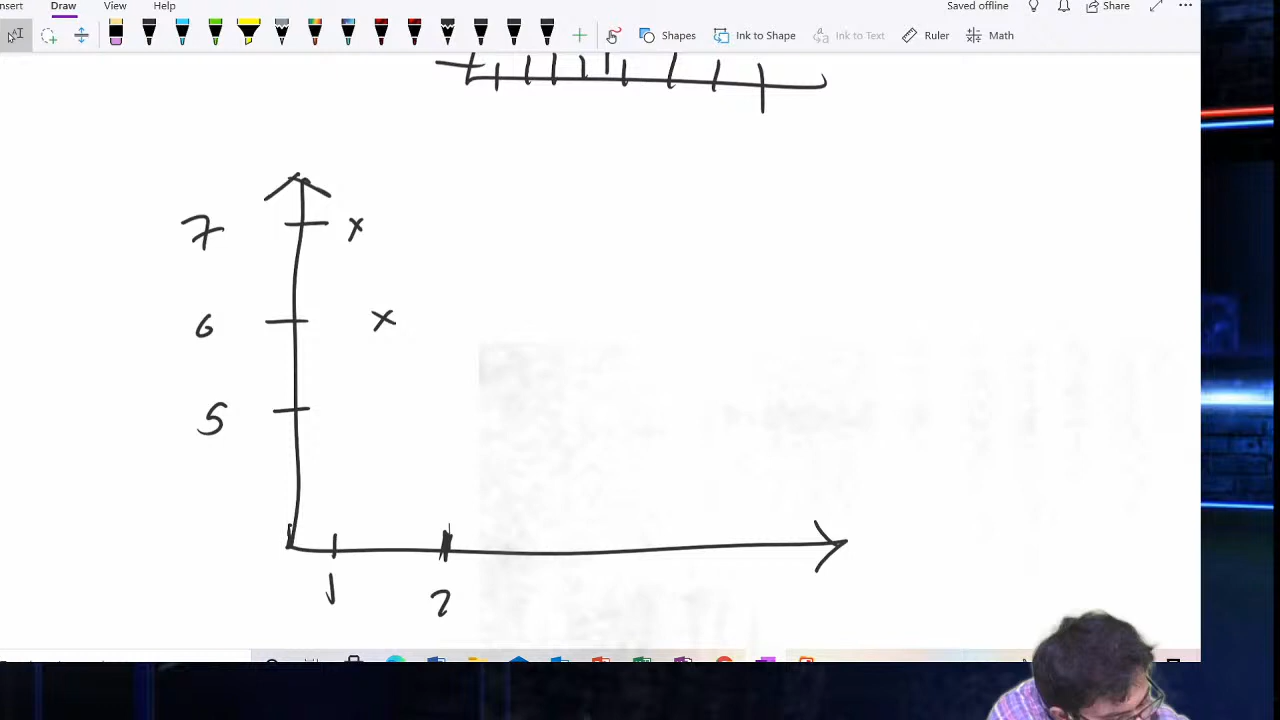 nsert Draw View Help Saved offline Share
Shapes Ink to Shape Ink to Text Ruler Math
7 x
6 x
5
1 2